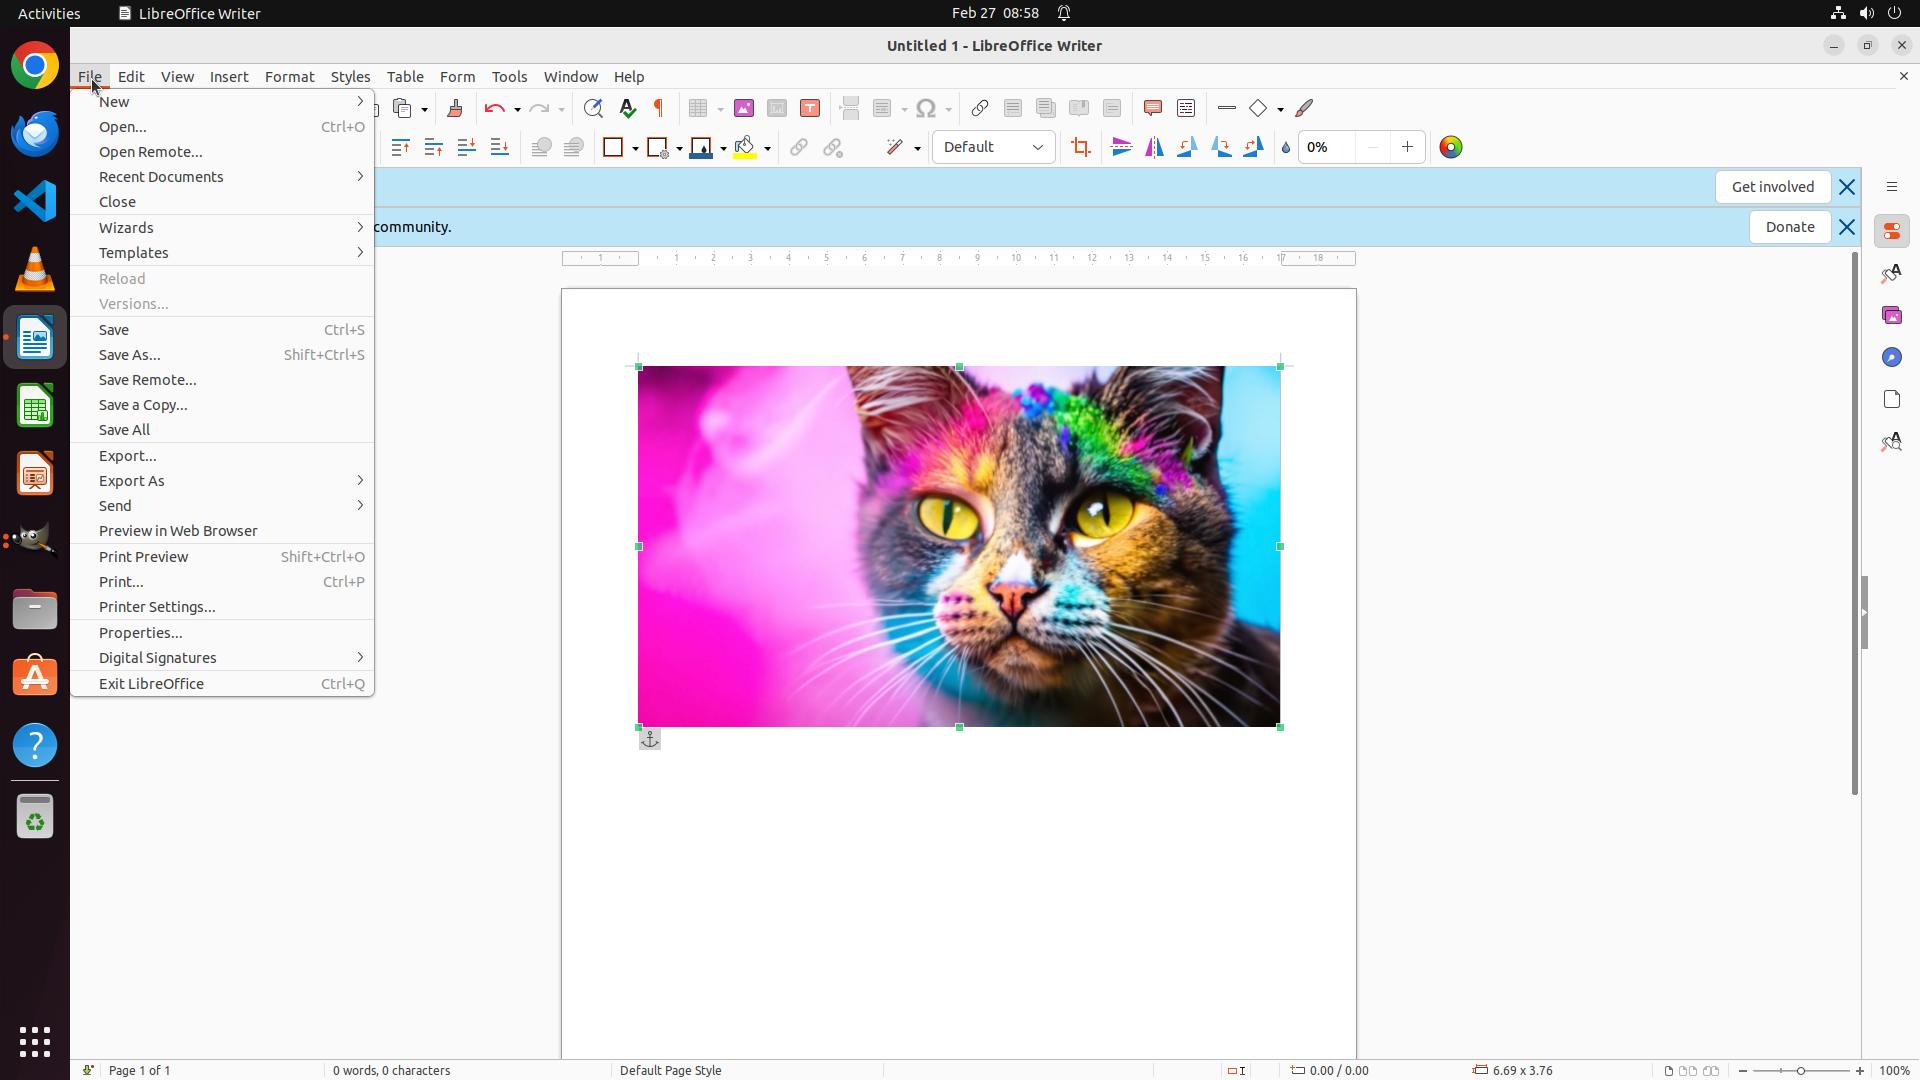 Activities
LibreOffice Writer
Feb 27 08:58
Untitled 1 - LibreOffice Writer
File Edit View Insert Format Styles Table Form Tools Window Help
New
Open... Ctrl+O
Open Remote...
Recent Documents
Close
Wizards
Templates
Reload
Versions...
Save Ctrl+S
Save As... Shift+Ctrl+S
Save Remote...
Save a Copy...
Save All
Export...
Export As
Send
Preview in Web Browser
Print Preview Shift+Ctrl+O
Print... Ctrl+P
Printer Settings...
Properties...
Digital Signatures
Exit LibreOffice Ctrl+Q
Default
0%
Get involved
community.
Donate
1 1 2 3 4 5 6 7 8 9 10 11 12 13 14 15 16 17 18
Page 1 of 1
0 words, 0 characters
Default Page Style
0.00 / 0.00
6.69 x 3.76
100%